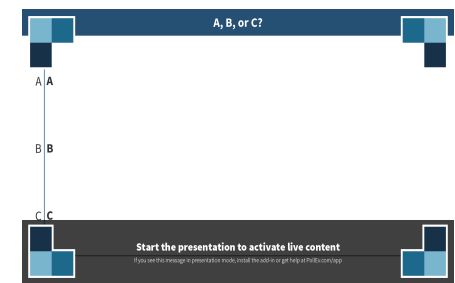 A, B, or C?
A A
B B
C C
Start the presentation to activate live content
If you see this message in presentation mode, install the add-in or get help at PollEv.com/app